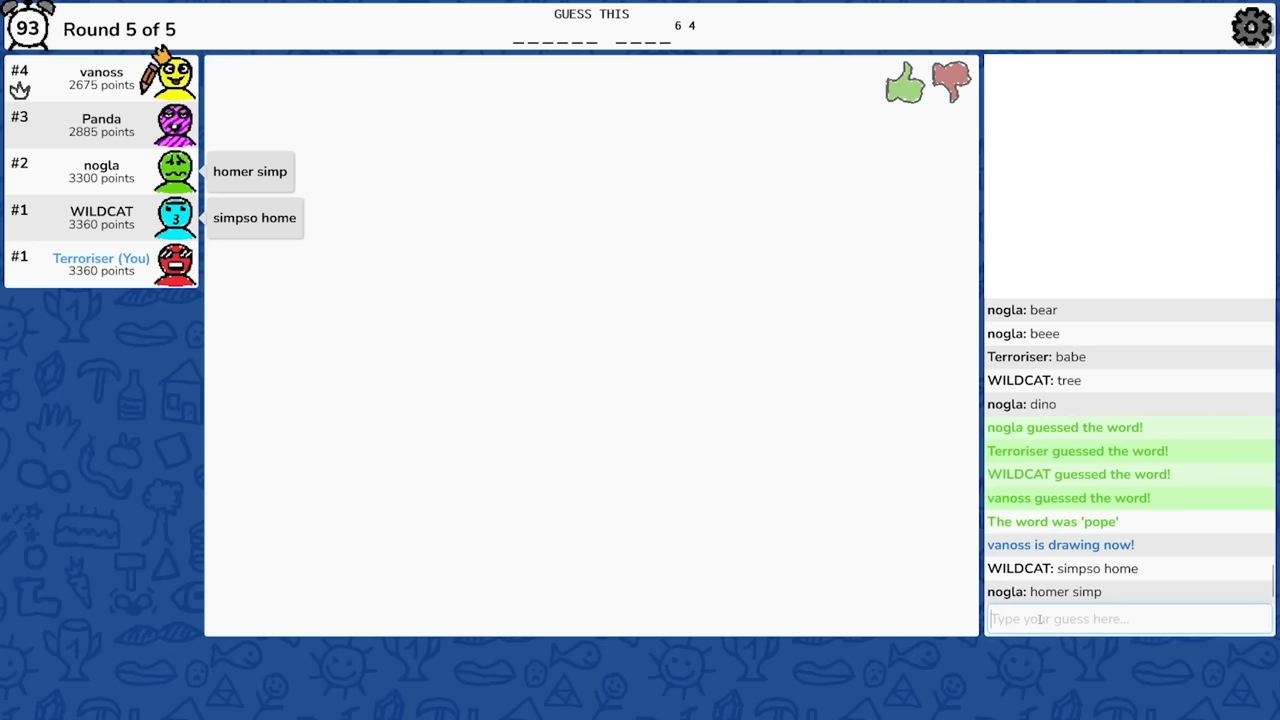 93
Round 5 of 5
GUESS THIS
______ ____ 6 4
#4
vanoss
2675 points
#3
Panda
2885 points
#2
nogla
3300 points
homer simp
#1
WILDCAT
3360 points
simpso home
#1
Terroriser (You)
3360 points
nogla: bear
nogla: beee
Terroriser: babe
WILDCAT: tree
nogla: dino
nogla guessed the word!
Terroriser guessed the word!
WILDCAT guessed the word!
vanoss guessed the word!
The word was 'pope'
vanoss is drawing now!
WILDCAT: simpso home
nogla: homer simp
Type your guess here...